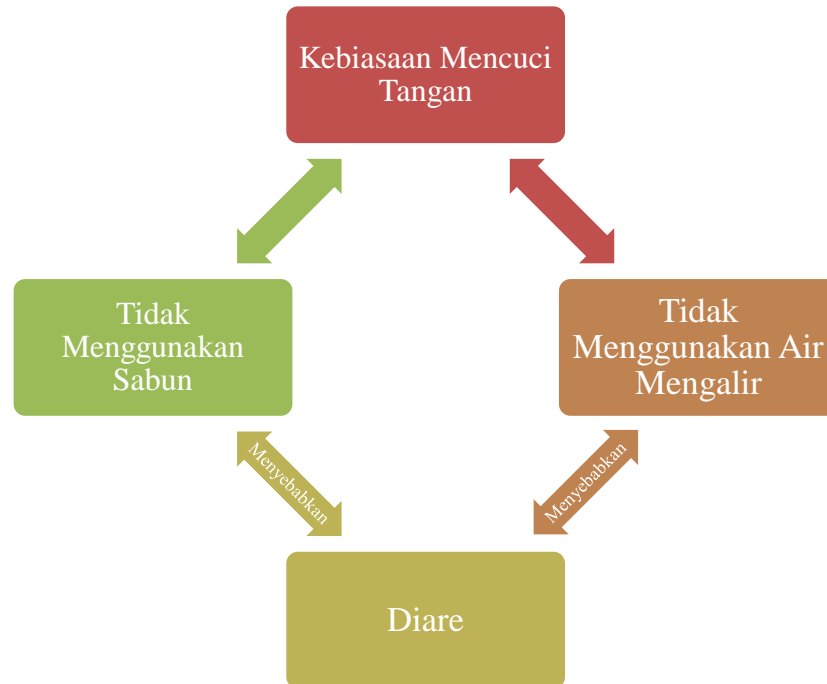 Kebiasaan Mencuci
Tangan
Tidak
Menggunakan
Sabun
Tidak
Menggunakan Air
Mengalir
Menyebabkan
Menyebabkan
Diare